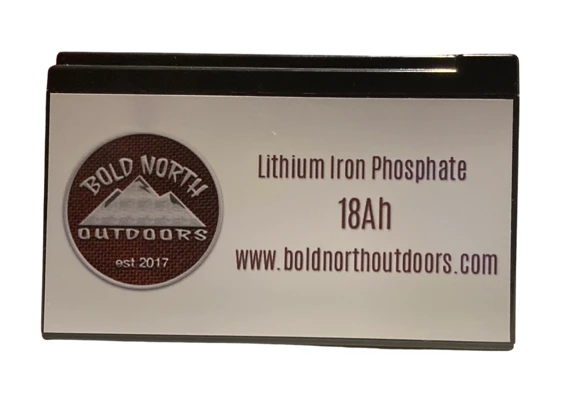 BOLD NORTH
OUTDOORS
est 2017
Lithium Iron Phosphate
18Ah
www.boldnorthoutdoors.com